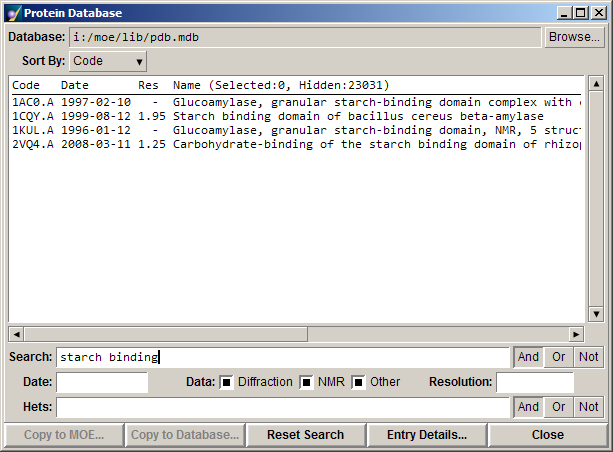 Protein Database
Database: i:/moe/lib/pdb.mdb Browse...
Sort By: Code
Code Date Res Name (Selected:0, Hidden:23031)
1AC0.A 1997-02-10 - Glucoamylase, granular starch-binding domain complex with
1CQY.A 1999-08-12 1.95 Starch binding domain of bacillus cereus beta-amylase
1KUL.A 1996-01-12 - Glucoamylase, granular starch-binding domain, NMR, 5 struct
2VQ4.A 2008-03-11 1.25 Carbohydrate-binding of the starch binding domain of rhizop
Search: starch binding And Or Not
Date: Data: Diffraction NMR Other Resolution:
Hets: And Or Not
Copy to MOE... Copy to Database... Reset Search Entry Details... Close